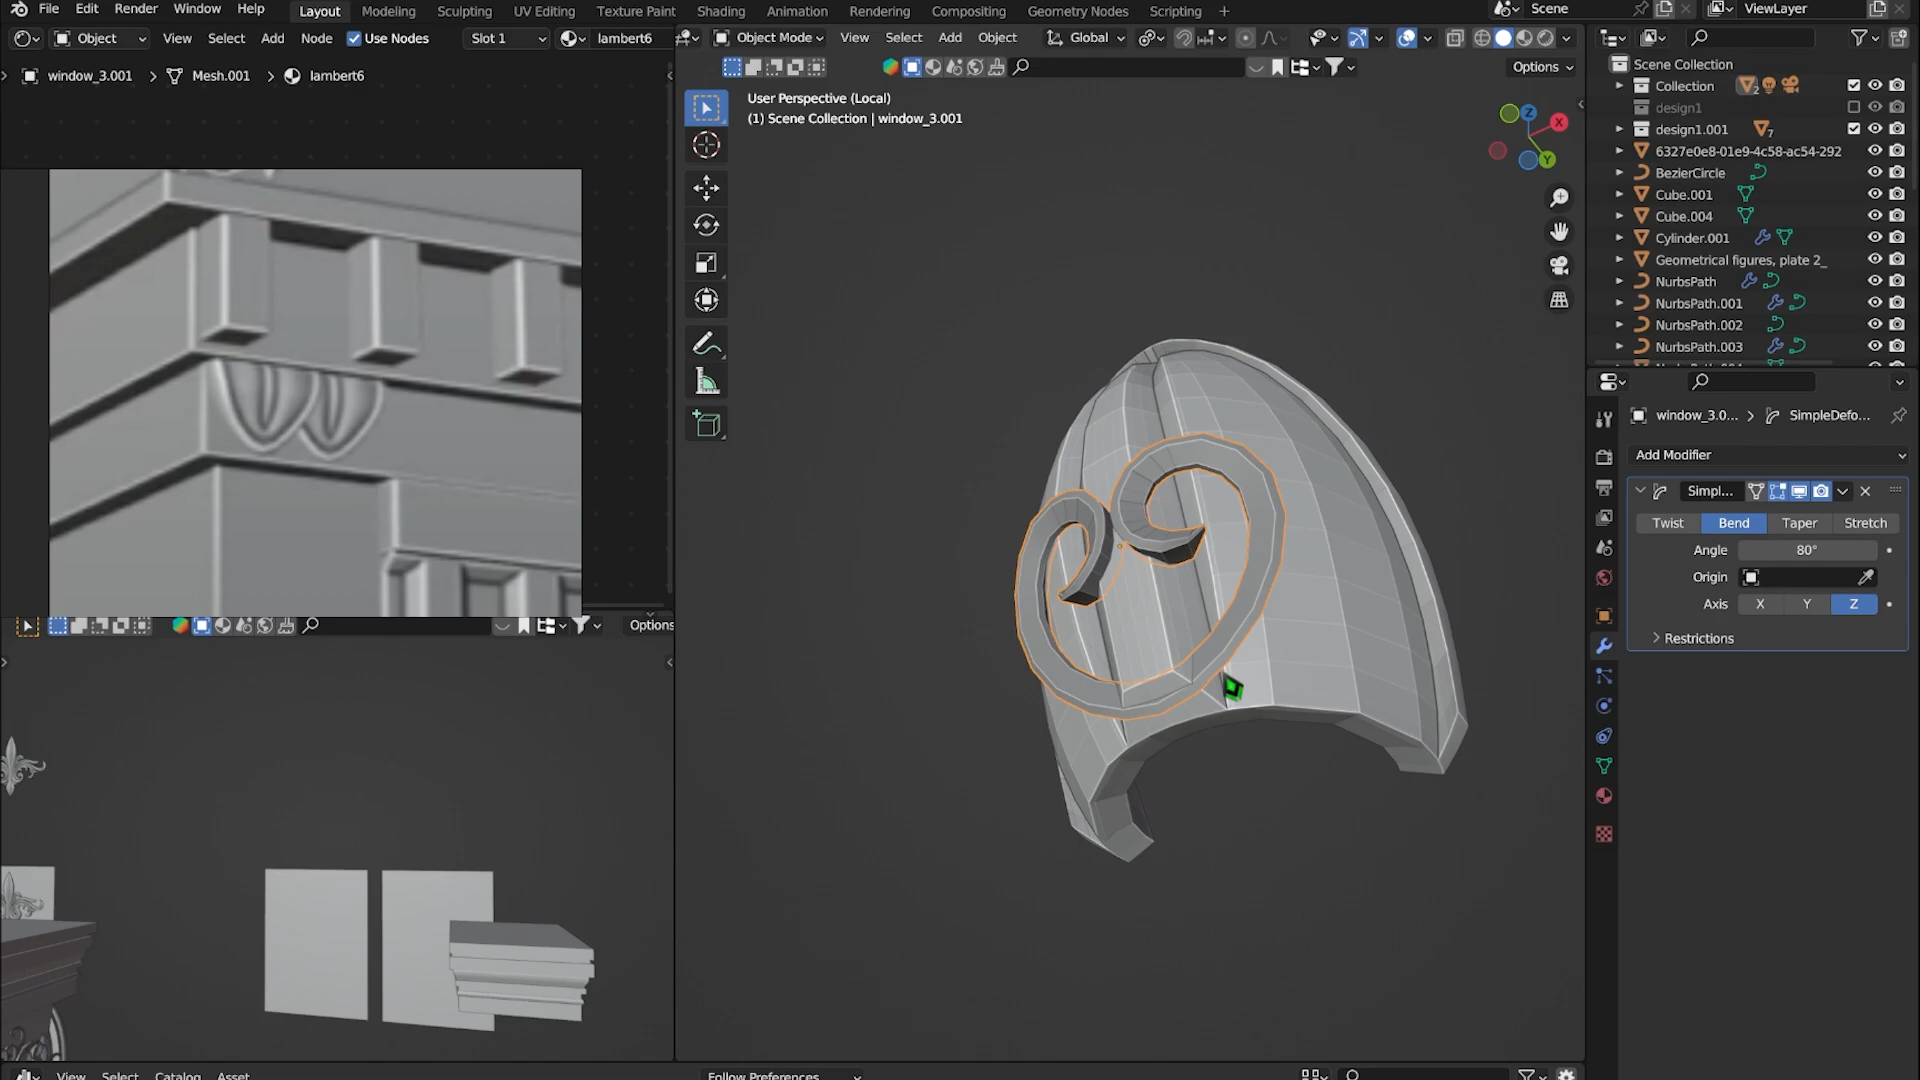 File Edit Render Window Help Layout Modeling Sculpting UV Editing Texture Paint Shading Animation Rendering Compositing Geometry Nodes Scripting + Scene ViewLayer
Object View Select Add Node Use Nodes Slot 1 lambert6 Object Mode View Select Add Object Global
window_3.001 > Mesh.001 > lambert6
Options
User Perspective (Local)
(1) Scene Collection | window_3.001
X
Y
Z
Scene Collection
Collection 2
design1
design1.001 7
6327e0e8-01e9-4c58-ac54-292
BezierCircle
Cube.001
Cube.004
Cylinder.001
Geometrical figures, plate 2_
NurbsPath
NurbsPath.001
NurbsPath.002
NurbsPath.003
window_3.0... > SimpleDefo...
Add Modifier
Simpl...
Twist Bend Taper Stretch
Angle 80°
Origin
Axis X Y Z
Restrictions
Options
View Select Catalog Asset Follow Preferences